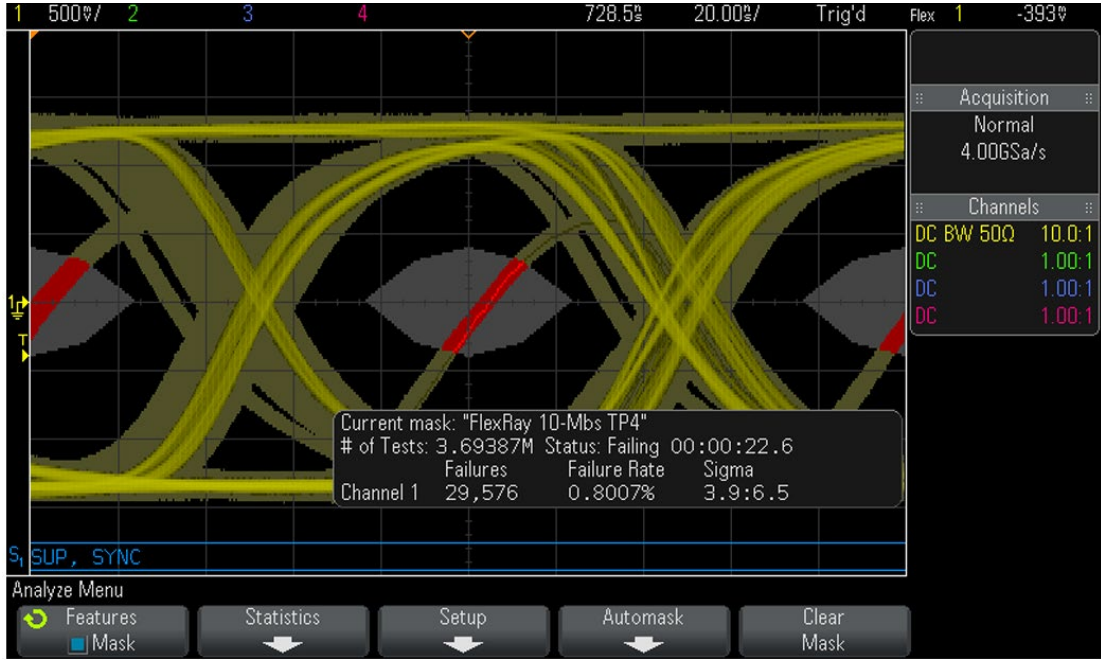 1 500mV/ 2 3 4 728.5s 20.00s/ Trig'd Flex 1 -393mV
Acquisition
Normal
4.00GSa/s
Channels
DC BW 50Ω 10.0:1
DC 1.00:1
DC 1.00:1
DC 1.00:1
1
T
Current mask: "FlexRay 10-Mbs TP4"
# of Tests: 3.69387M Status: Failing 00:00:22.6
Failures Failure Rate Sigma
Channel 1 29,576 0.8007% 3.9:6.5
S1 SUP, SYNC
Analyze Menu
Features Statistics Setup Automask Clear
Mask Mask